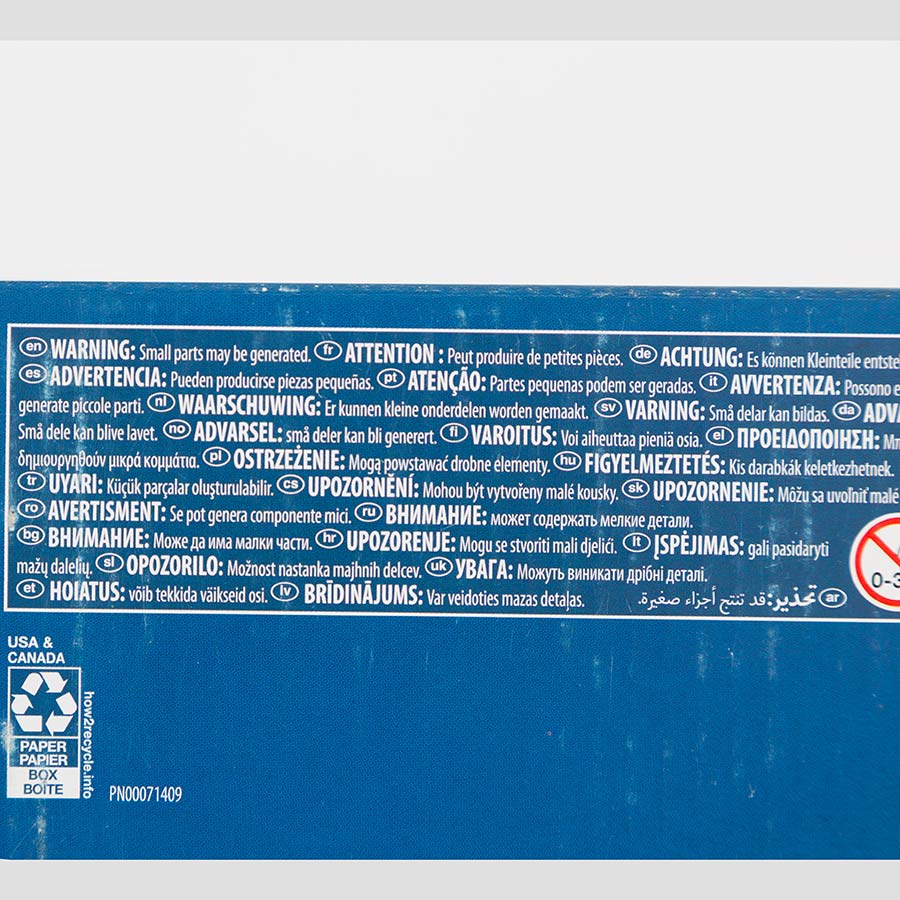 en WARNING: Small parts may be generated. fr ATTENTION : Peut produire de petites pièces. de ACHTUNG: Es können Kleinteile
es ADVERTENCIA: Pueden producirse piezas pequeñas. pt ATENÇÃO: Partes pequenas podem ser geradas. it AVVERTENZA: Possono
generate piccole parti. nl WAARSCHUWING: Er kunnen kleine onderdelen worden gemaakt. sv VARNING: Små delar kan bildas. da
Små dele kan blive lavet. no ADVARSEL: små deler kan bli generert. fi VAROITUS: Voi aiheuttaa pieniä osia. el ΠΡΟΕΙΔΟΠΟΙΗΣΗ:
δημιουργηθούν μικρά κομμάτια. pl OSTRZEŻENIE: Mogą powstawać drobne elementy. hu FIGYELMEZTETÉS: Kis darabkák keletkezhetnek.
tr UYARI: Küçük parçalar oluşturulabilir. cs UPOZORNĚNÍ: Mohou být vytvořeny malé kousky. sk UPOZORNENIE: Môžu sa uvoľniť malé
ro AVERTISMENT: Se pot genera componente mici. ru ВНИМАНИЕ: может содержать мелкие детали.
bg ВНИМАНИЕ: Може да има малки части. hr UPOZORENJE: Mogu se stvoriti mali djelići. lt ĮSPĖJIMAS: gali pasidaryti
mažų dalelių. sl OPOZORILO: Možnost nastanka majhnih delcev. uk УВАГА: Можуть виникати дрібні деталі.
et HOIATUS: võib tekkida väikseid osi. lv BRĪDINĀJUMS: Var veidoties mazas detaļas. ar تحذير: قد تنتج أجزاء صغيرة.
0-3
USA &
CANADA
PAPER
PAPIER
BOX
BOÎTE
how2recycle.info
PN00071409